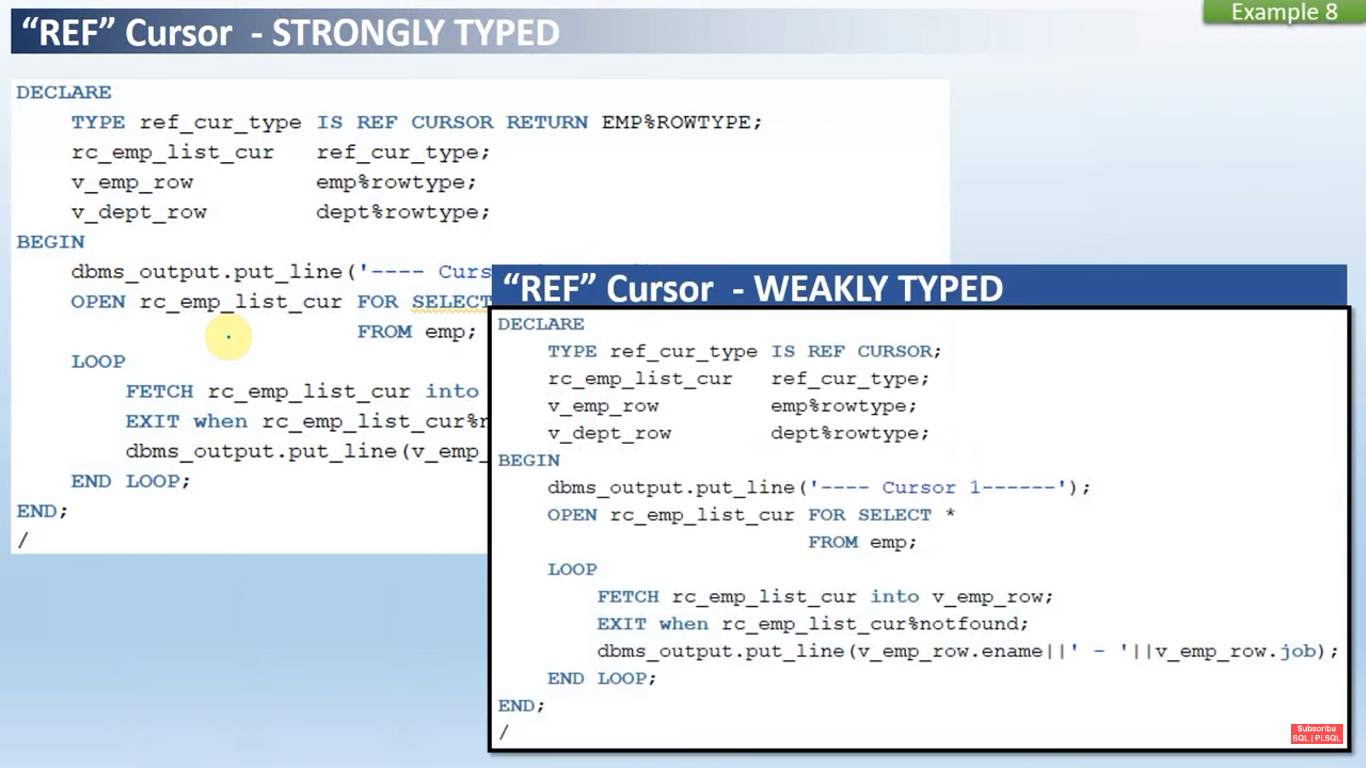 Example 8
“REF” Cursor - STRONGLY TYPED
DECLARE
TYPE ref_cur_type IS REF CURSOR RETURN EMP%ROWTYPE;
rc_emp_list_cur ref_cur_type;
v_emp_row emp%rowtype;
v_dept_row dept%rowtype;
BEGIN
dbms_output.put_line('---- Curs
OPEN rc_emp_list_cur FOR SELECT
FROM emp;
LOOP
FETCH rc_emp_list_cur into
EXIT when rc_emp_list_cur%n
dbms_output.put_line(v_emp_
END LOOP;
END;
/
“REF” Cursor - WEAKLY TYPED
DECLARE
TYPE ref_cur_type IS REF CURSOR;
rc_emp_list_cur ref_cur_type;
v_emp_row emp%rowtype;
v_dept_row dept%rowtype;
BEGIN
dbms_output.put_line('---- Cursor 1------');
OPEN rc_emp_list_cur FOR SELECT *
FROM emp;
LOOP
FETCH rc_emp_list_cur into v_emp_row;
EXIT when rc_emp_list_cur%notfound;
dbms_output.put_line(v_emp_row.ename||' - '||v_emp_row.job);
END LOOP;
END;
/
Subscribe
SQL | PLSQL